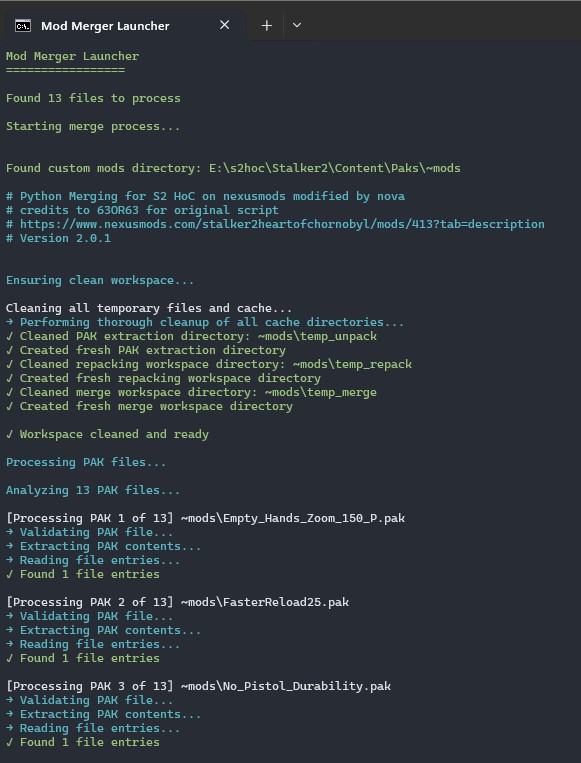 Mod Merger Launcher
Mod Merger Launcher
=================
Found 13 files to process
Starting merge process...
Found custom mods directory: E:\s2hoc\Stalker2\Content\Paks\~mods
# Python Merging for S2 HoC on nexusmods modified by nova
# credits to 63OR63 for original script
# https://www.nexusmods.com/stalker2heartofchornobyl/mods/413?tab=description
# Version 2.0.1
Ensuring clean workspace...
Cleaning all temporary files and cache...
→ Performing thorough cleanup of all cache directories...
✓ Cleaned PAK extraction directory: ~mods\temp_unpack
✓ Created fresh PAK extraction directory
✓ Cleaned repacking workspace directory: ~mods\temp_repack
✓ Created fresh repacking workspace directory
✓ Cleaned merge workspace directory: ~mods\temp_merge
✓ Created fresh merge workspace directory
✓ Workspace cleaned and ready
Processing PAK files...
Analyzing 13 PAK files...
[Processing PAK 1 of 13] ~mods\Empty_Hands_Zoom_150_P.pak
→ Validating PAK file...
→ Extracting PAK contents...
→ Reading file entries...
✓ Found 1 file entries
[Processing PAK 2 of 13] ~mods\FasterReload25.pak
→ Validating PAK file...
→ Extracting PAK contents...
→ Reading file entries...
✓ Found 1 file entries
[Processing PAK 3 of 13] ~mods\No_Pistol_Durability.pak
→ Validating PAK file...
→ Extracting PAK contents...
→ Reading file entries...
✓ Found 1 file entries